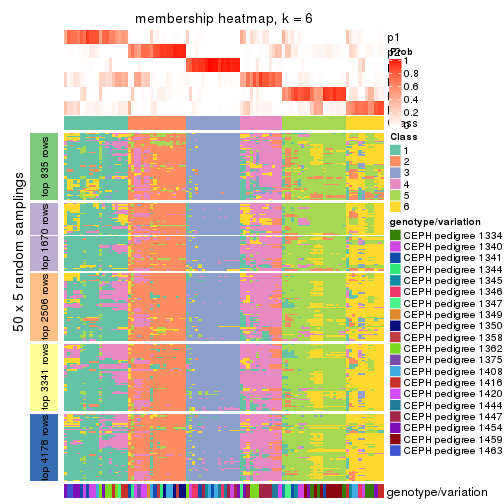 membership heatmap, k = 6
p1
Prob
1
0.8
0.6
0.4
0.2
0
Class
1
2
3
4
5
6
50 x 5 random samplings
top 835 rows
top 1670 rows
top 2506 rows
top 3341 rows
top 4176 rows
genotype/variation
CEPH pedigree 1334
CEPH pedigree 1340
CEPH pedigree 1341
CEPH pedigree 1344
CEPH pedigree 1345
CEPH pedigree 1346
CEPH pedigree 1347
CEPH pedigree 1349
CEPH pedigree 1350
CEPH pedigree 1358
CEPH pedigree 1362
CEPH pedigree 1375
CEPH pedigree 1408
CEPH pedigree 1416
CEPH pedigree 1420
CEPH pedigree 1444
CEPH pedigree 1447
CEPH pedigree 1454
CEPH pedigree 1459
CEPH pedigree 1463
genotype/variation